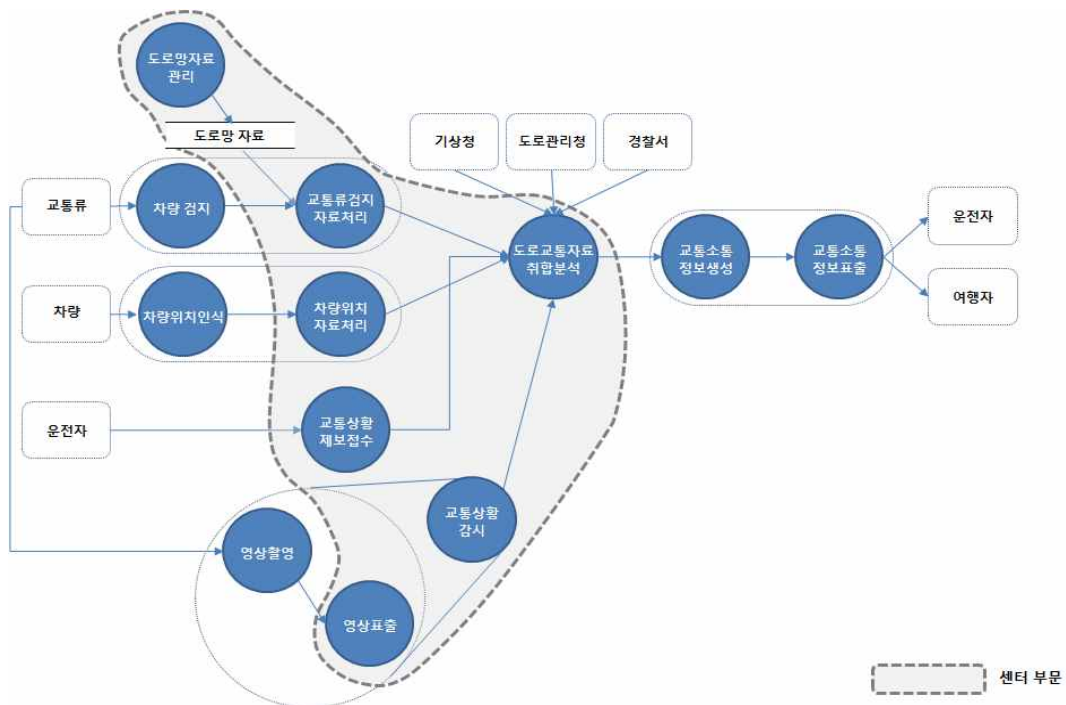 도로망자료
관리
도로망 자료
기상청
도로관리청
경찰서
교통류
차량 검지
교통류검지
자료처리
도로교통자료
취합분석
교통소통
정보생성
교통소통
정보표출
운전자
여행자
차량
차량위치인식
차량위치
자료처리
운전자
교통상황
제보접수
교통상황
감시
영상촬영
영상표출
센터 부문